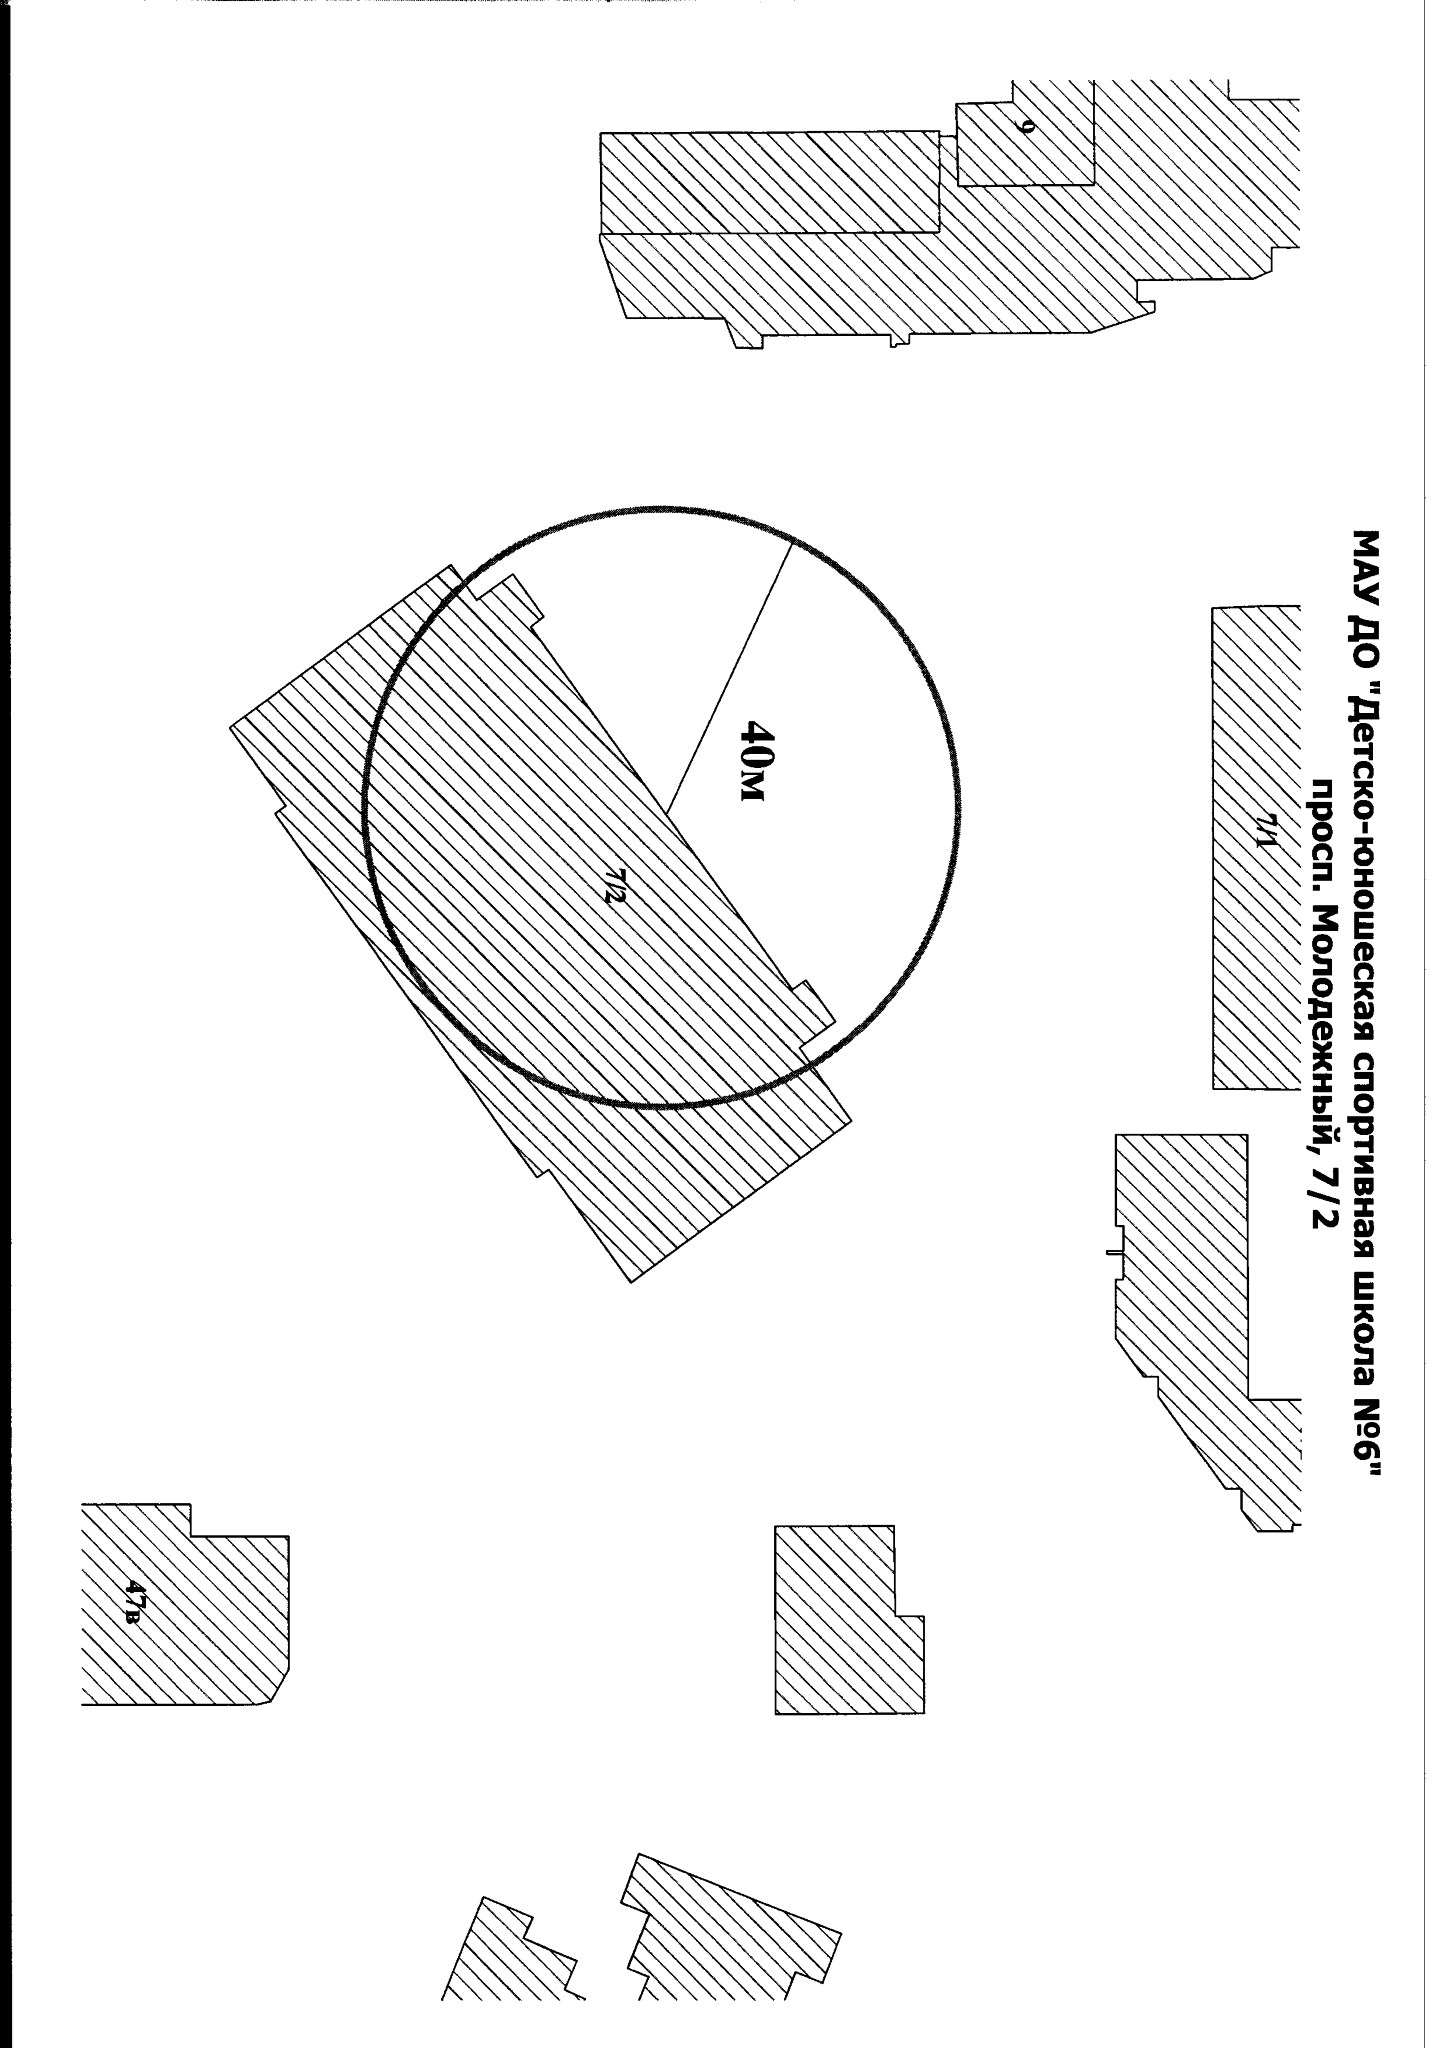 МАУ ДО "Детско-юношеская спортивная школа №6"
просп. Молодежный, 7/2
7/1
9
40м
7/2
47в